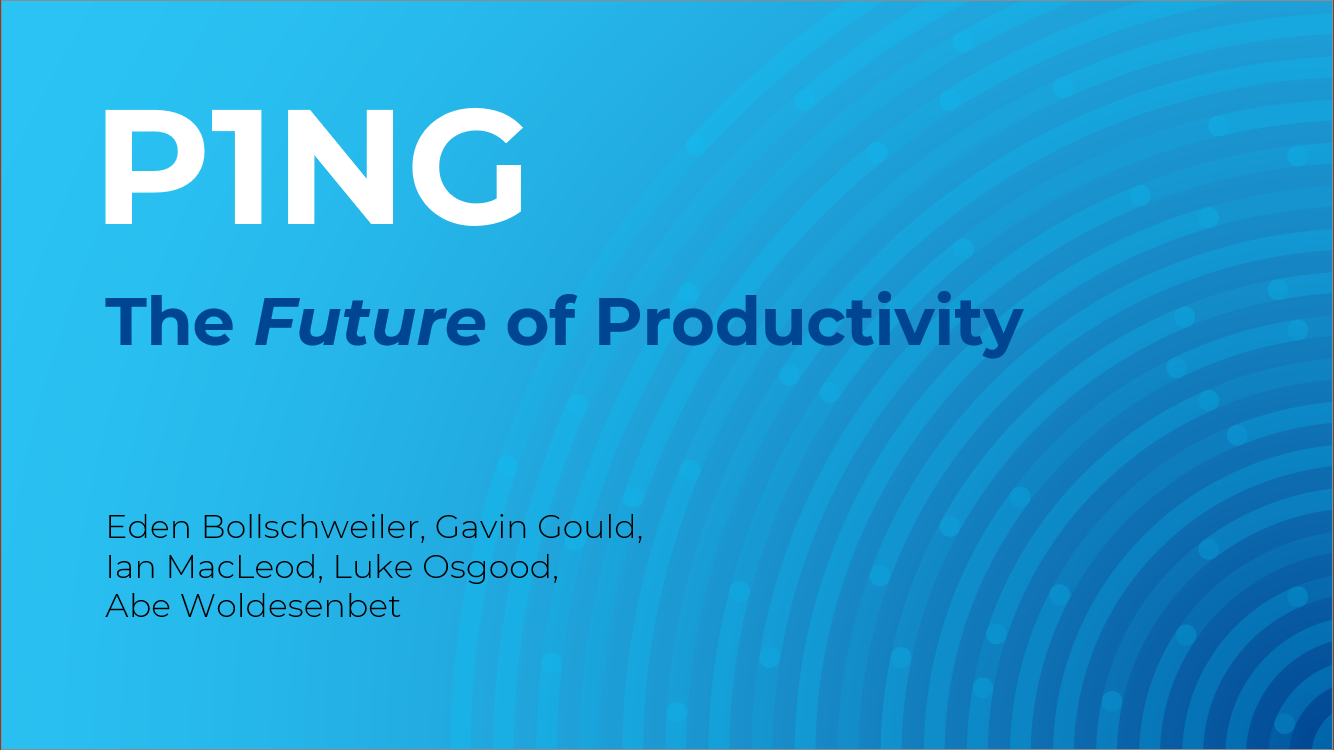 P1NG
The Future of Productivity
Eden Bollschweiler, Gavin Gould,
Ian MacLeod, Luke Osgood,
Abe Woldesenbet